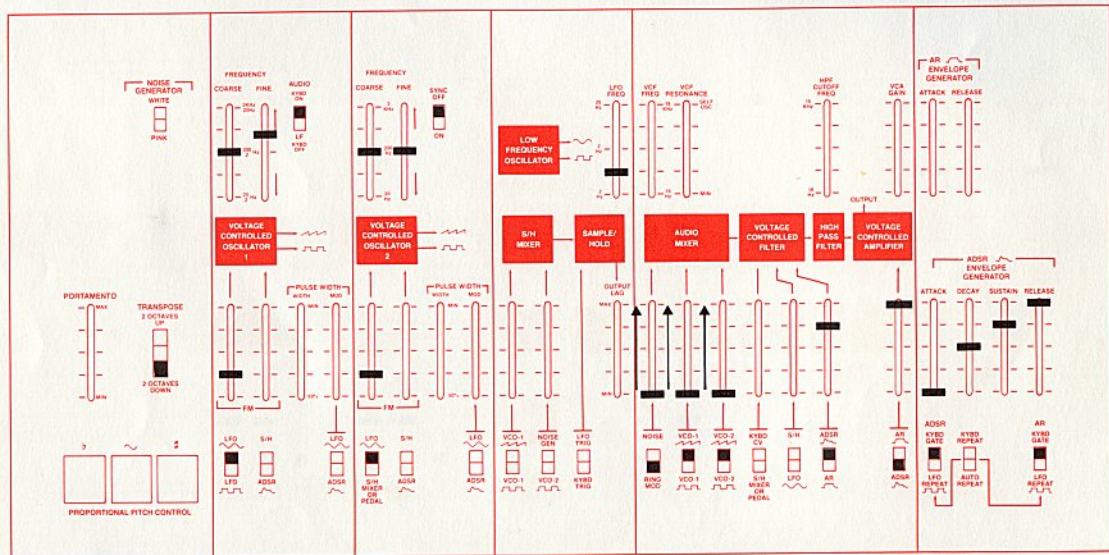 NOISE
GENERATOR
WHITE
PINK
PORTAMENTO
MAX
MIN
TRANSPOSE
2 OCTAVES
UP
2 OCTAVES
DOWN
♭
♯
PROPORTIONAL PITCH CONTROL
FREQUENCY
COARSE
FINE
AUDIO
KYBD
ON
LF
KYBD
OFF
VOLTAGE
CONTROLLED
OSCILLATOR
1
PULSE WIDTH
WIDTH
MOD
MIN
50%
FM
LFO
S/H
LFO
LFO
ADSR
ADSR
FREQUENCY
COARSE
FINE
SYNC
OFF
ON
VOLTAGE
CONTROLLED
OSCILLATOR
2
PULSE WIDTH
WIDTH
MOD
MIN
50%
FM
LFO
S/H
LFO
S/H
MIXER
OR
PEDAL
ADSR
ADSR
LOW
FREQUENCY
OSCILLATOR
LFO
FREQ
S/H
MIXER
SAMPLE/
HOLD
OUTPUT
LAG
MAX
MIN
VCO-1
NOISE
GEN
LFO
TRIG
VCO-1
VCO-2
KYBD
TRIG
VCF
FREQ
VCF
RESONANCE
SELF
OSC
MIN
HPF
CUTOFF
FREQ
VCA
GAIN
AUDIO
MIXER
VOLTAGE
CONTROLLED
FILTER
HIGH
PASS
FILTER
OUTPUT
VOLTAGE
CONTROLLED
AMPLIFIER
NOISE
VCO-1
VCO-2
KYBD
CV
S/H
ADSR
AR
RING
MOD
VCO-1
VCO-2
S/H
MIXER
OR
PEDAL
LFO
AR
ADSR
AR
ENVELOPE
GENERATOR
ATTACK
RELEASE
ADSR
ENVELOPE
GENERATOR
ATTACK
DECAY
SUSTAIN
RELEASE
ADSR
KYBD
GATE
KYBD
REPEAT
AR
KYBD
GATE
LFO
REPEAT
AUTO
REPEAT
LFO
REPEAT